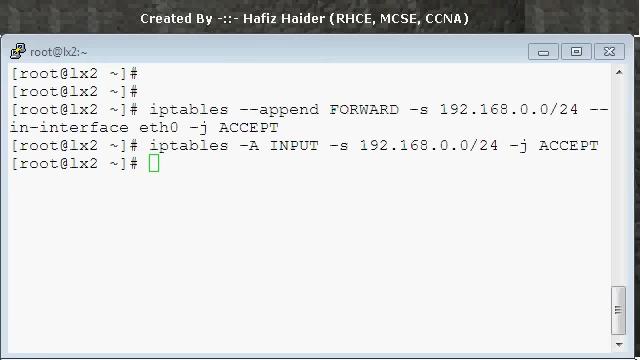 Created By -::- Hafiz Haider (RHCE, MCSE, CCNA)
root@lx2:~
[root@lx2 ~]#
[root@lx2 ~]#
[root@lx2 ~]# iptables --append FORWARD -s 192.168.0.0/24 --
in-interface eth0 -j ACCEPT
[root@lx2 ~]# iptables -A INPUT -s 192.168.0.0/24 -j ACCEPT
[root@lx2 ~]#